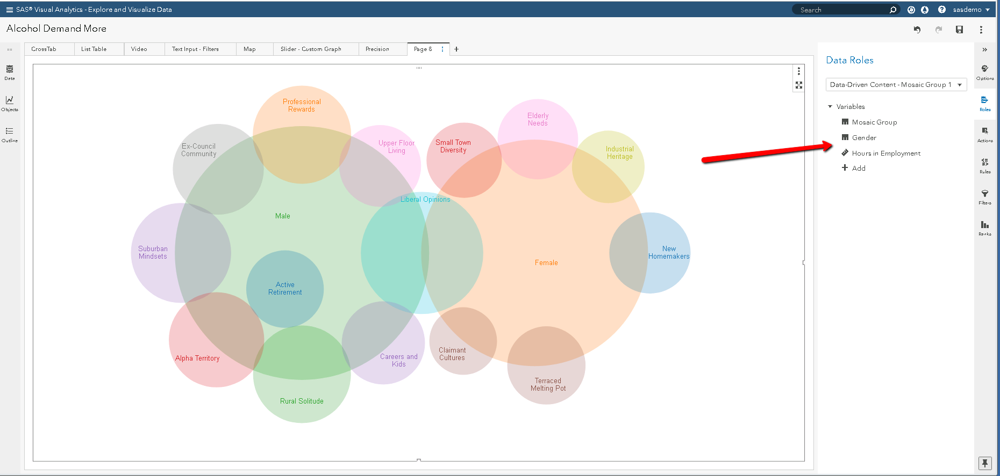 SAS® Visual Analytics - Explore and Visualize Data
Search
sasdemo
Alcohol Demand More
CrossTab
List Table
Video
Text Input - Filters
Map
Slider - Custom Graph
Precision
Page 8
Data
Objects
Outline
Professional
Rewards
Ex-Council
Community
Upper Floor
Living
Small Town
Diversity
Elderly
Needs
Industrial
Heritage
Liberal Opinions
Male
Suburban
Mindsets
Female
New
Homemakers
Active
Retirement
Alpha Territory
Careers and
Kids
Claimant
Cultures
Terraced
Melting Pot
Rural Solitude
Data Roles
Data-Driven Content - Mosaic Group 1
Variables
Mosaic Group
Gender
Hours in Employment
Add
Options
Roles
Actions
Rules
Filters
Ranks